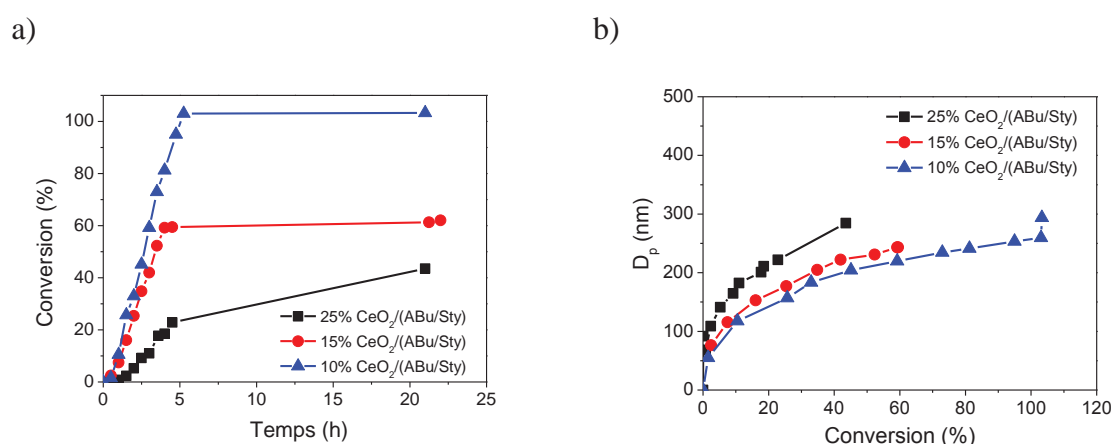 a)
b)
100
80
60
40
20
0
0 5 10 15 20 25
Conversion (%)
Temps (h)
25% CeO₂/(ABu/Sty)
15% CeO₂/(ABu/Sty)
10% CeO₂/(ABu/Sty)
500
400
300
200
100
0
0 20 40 60 80 100 120
Dₚ (nm)
Conversion (%)
25% CeO₂/(ABu/Sty)
15% CeO₂/(ABu/Sty)
10% CeO₂/(ABu/Sty)